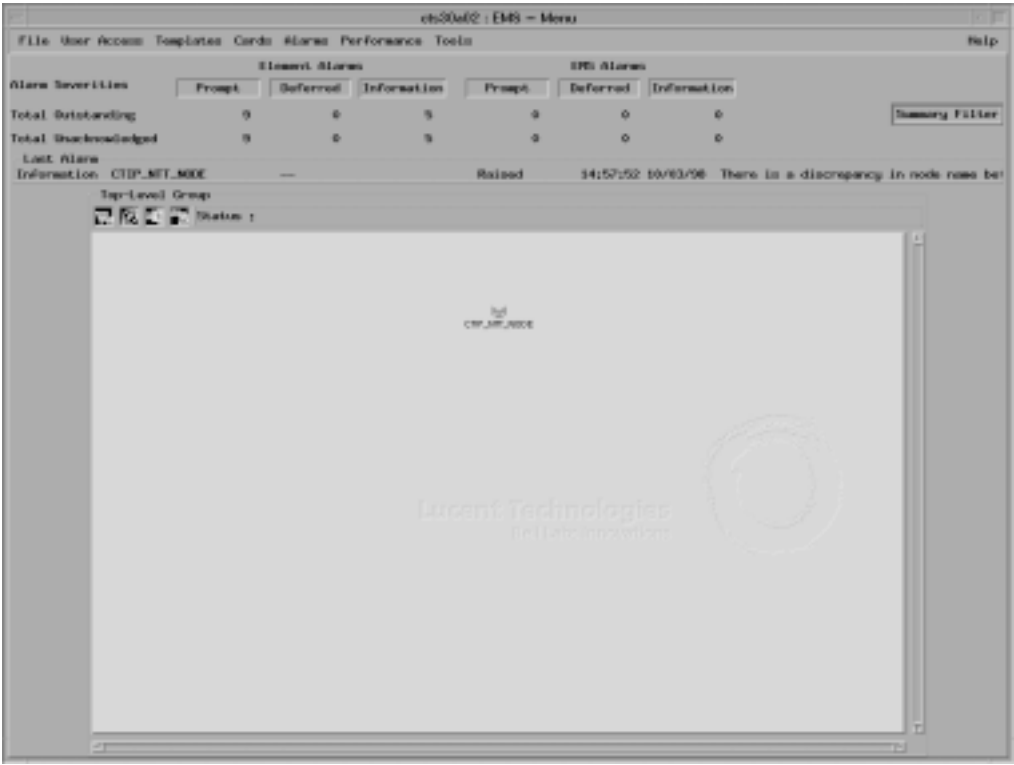 cts30a02 : EMS - Menu
File User Access Templates Cards Alarms Performance Tools Help
Element Alarms EMS Alarms
Alarm Severities Prompt Deferred Information Prompt Deferred Information
Total Outstanding 9 0 5 0 0 0 Summary Filter
Total Unacknowledged 9 0 5 0 0 0
Last Alarm
Information CTIP_NTT_NODE -- Raised 14:57:52 10/03/98 There is a discrepancy in node name bet
Top-Level Group
Status :
CTIP_NTT_NODE
Lucent Technologies
Bell Labs Innovations